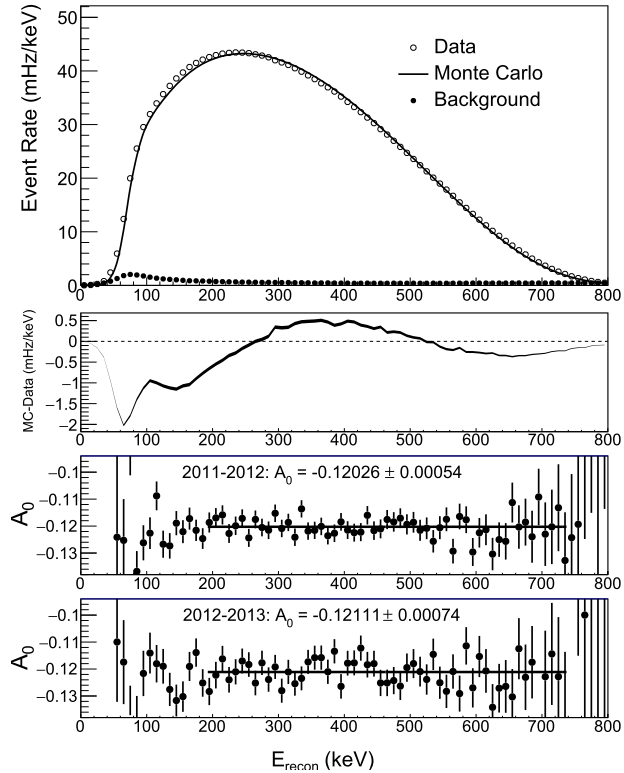 Event Rate (mHz/keV)
50
40
30
20
10
0
Data
Monte Carlo
Background
0 100 200 300 400 500 600 700 800
MC-Data (mHz/keV)
0.5
0
−0.5
−1
−1.5
−2
0 100 200 300 400 500 600 700 800
A0
−0.1
−0.11
−0.12
−0.13
2011-2012: A0 = -0.12026 ± 0.00054
0 100 200 300 400 500 600 700 800
A0
−0.1
−0.11
−0.12
−0.13
2012-2013: A0 = -0.12111 ± 0.00074
0 100 200 300 400 500 600 700 800
Erecon (keV)